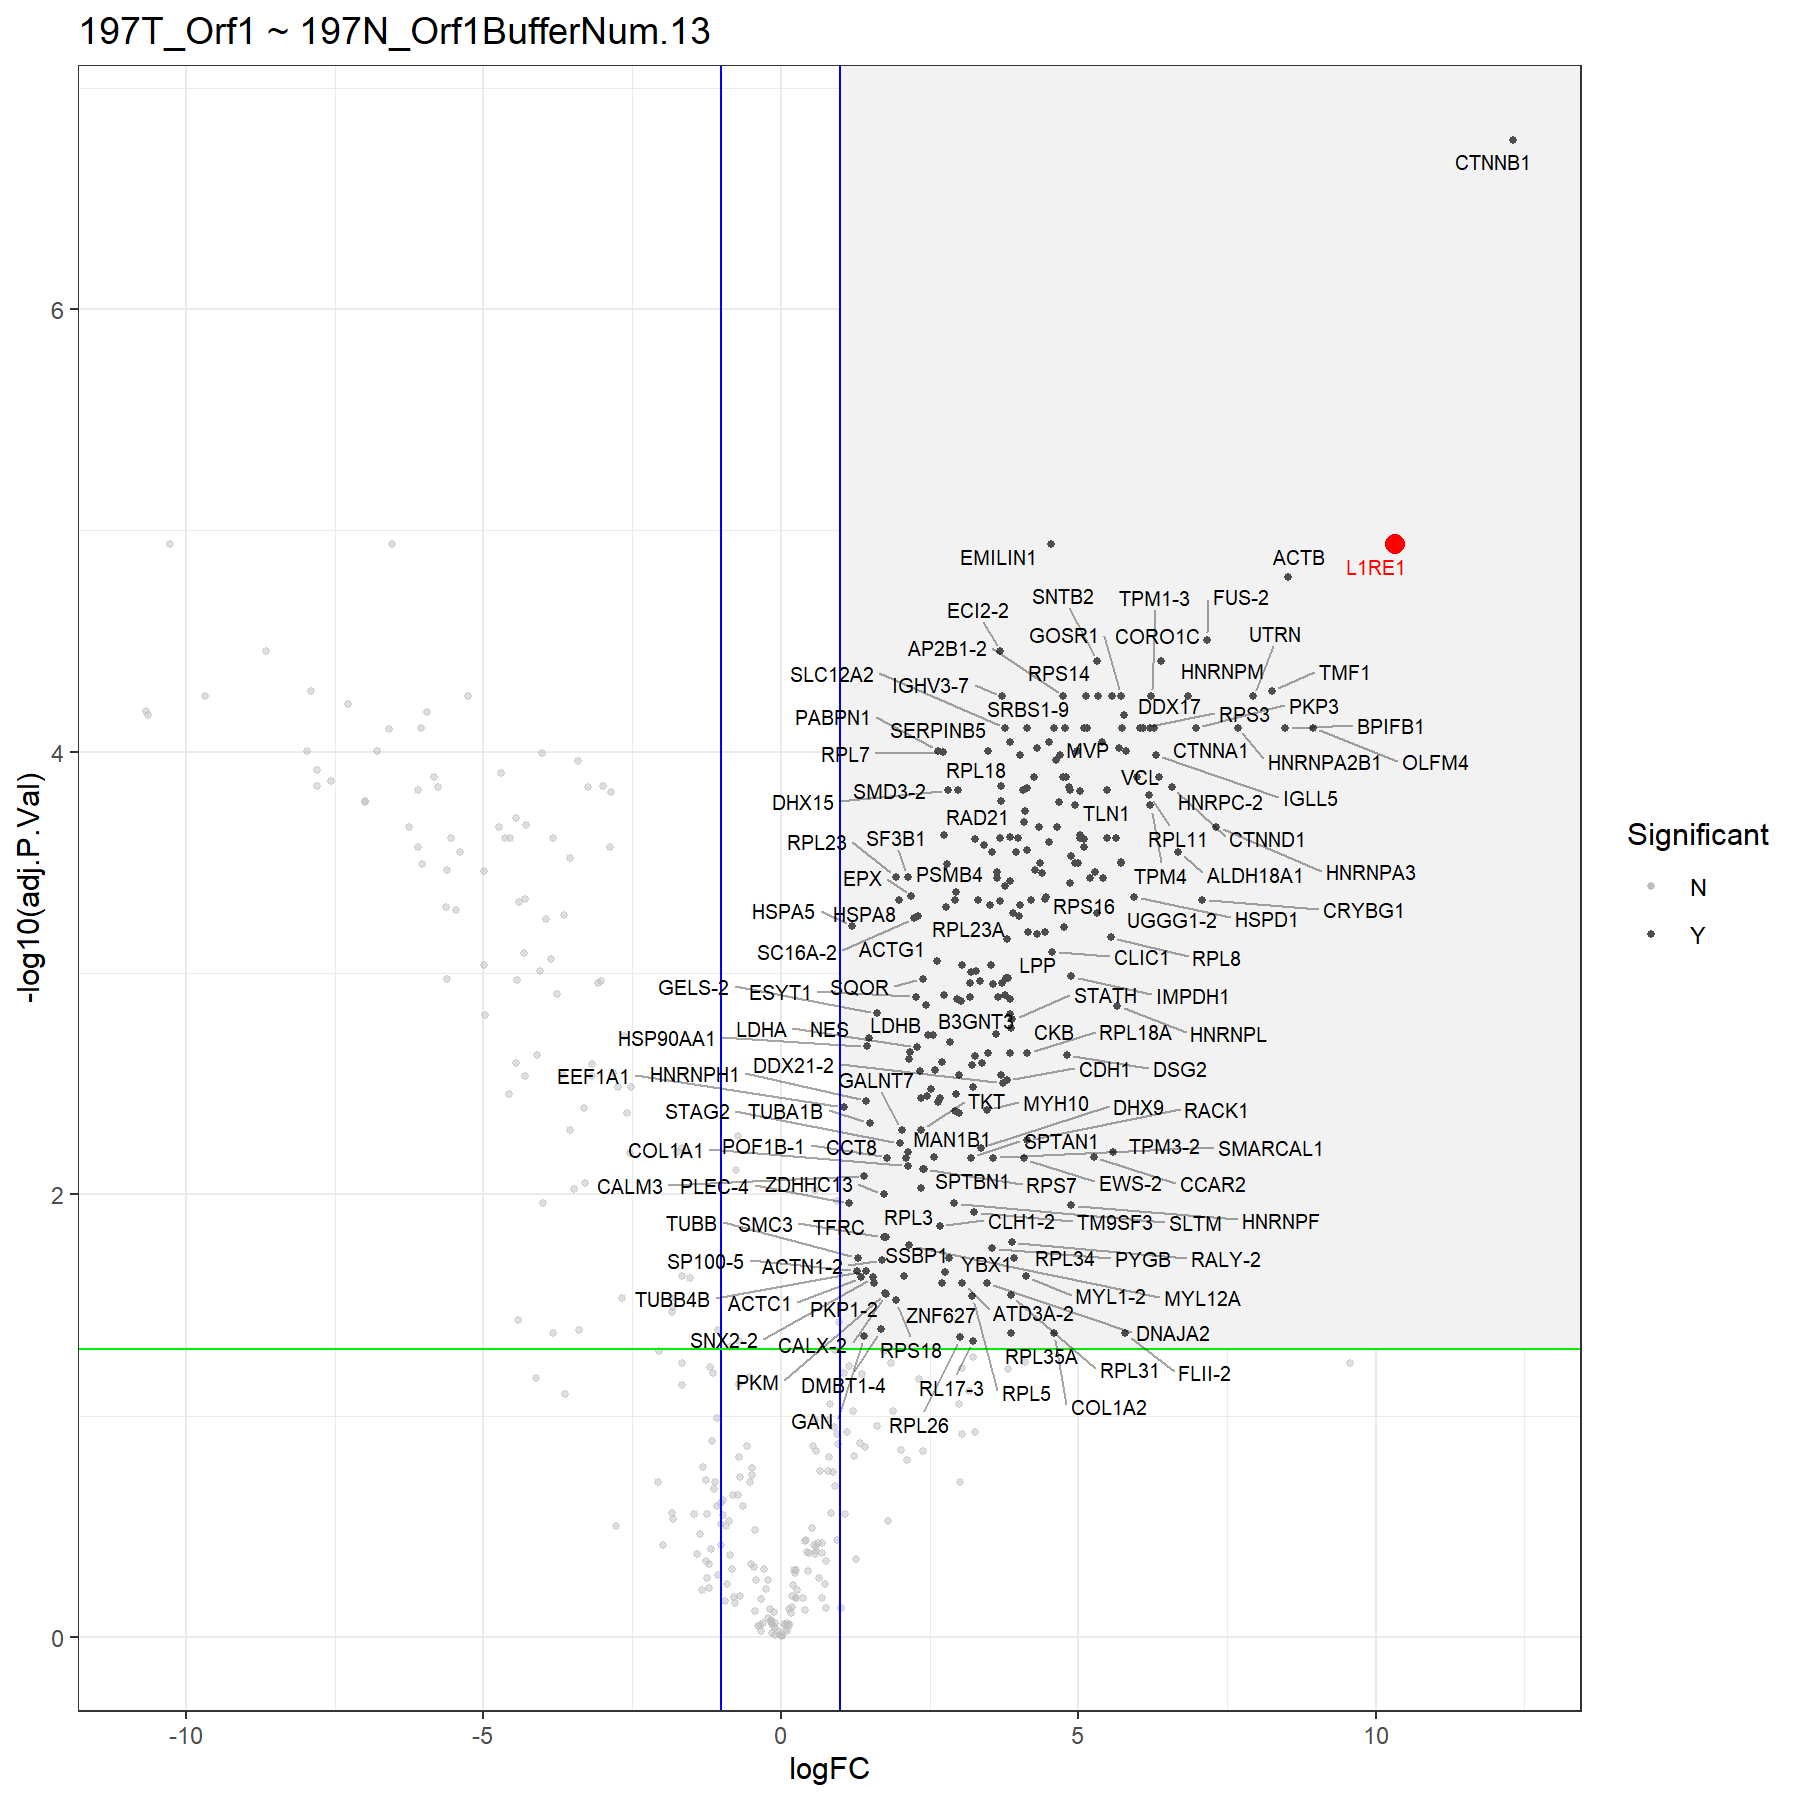 197T_Orf1 ~ 197N_Orf1BufferNum.13
CTNNB1
6
EMILIN1
ACTB
L1RE1
SNTB2
TPM1-3
FUS-2
ECI2-2
GOSR1
CORO1C
UTRN
AP2B1-2
SLC12A2
RPS14
HNRNPM
TMF1
IGHV3-7
SRBS1-9
DDX17
RPS3
PKP3
PABPN1
SERPINB5
BPIFB1
4
RPL7
MVP
CTNNA1
HNRNPA2B1
OLFM4
RPL18
VCL
DHX15
SMD3-2
HNRPC-2
IGLL5
RAD21
TLN1
RPL23
SF3B1
RPL11
CTNND1
EPX
PSMB4
TPM4
ALDH18A1
HNRNPA3
HSPA5
HSPA8
RPS16
UGGG1-2
HSPD1
CRYBG1
RPL23A
SC16A-2
ACTG1
LPP
CLIC1
RPL8
GELS-2
ESYT1
SQOR
STATH
IMPDH1
HSP90AA1
LDHA
NES
LDHB
B3GNT3
CKB
RPL18A
HNRNPL
EEF1A1
HNRNPH1
DDX21-2
GALNT7
CDH1
DSG2
STAG2
TUBA1B
TKT
MYH10
DHX9
RACK1
COL1A1
POF1B-1
CCT8
MAN1B1
SPTAN1
TPM3-2
SMARCAL1
2
CALM3
PLEC-4
ZDHHC13
SPTBN1
RPS7
EWS-2
CCAR2
TUBB
SMC3
TFRC
RPL3
CLH1-2
TM9SF3
SLTM
HNRNPF
SP100-5
ACTN1-2
SSBP1
YBX1
RPL34
PYGB
RALY-2
TUBB4B
ACTC1
PKP1-2
ZNF627
ATD3A-2
MYL1-2
MYL12A
SNX2-2
CALX-2
RPS18
RPL35A
DNAJA2
PKM
DMBT1-4
RL17-3
RPL5
RPL31
FLII-2
GAN
RPL26
COL1A2
0
-10
-5
0
5
10
logFC
-log10(adj.P.Val)
Significant
N
Y